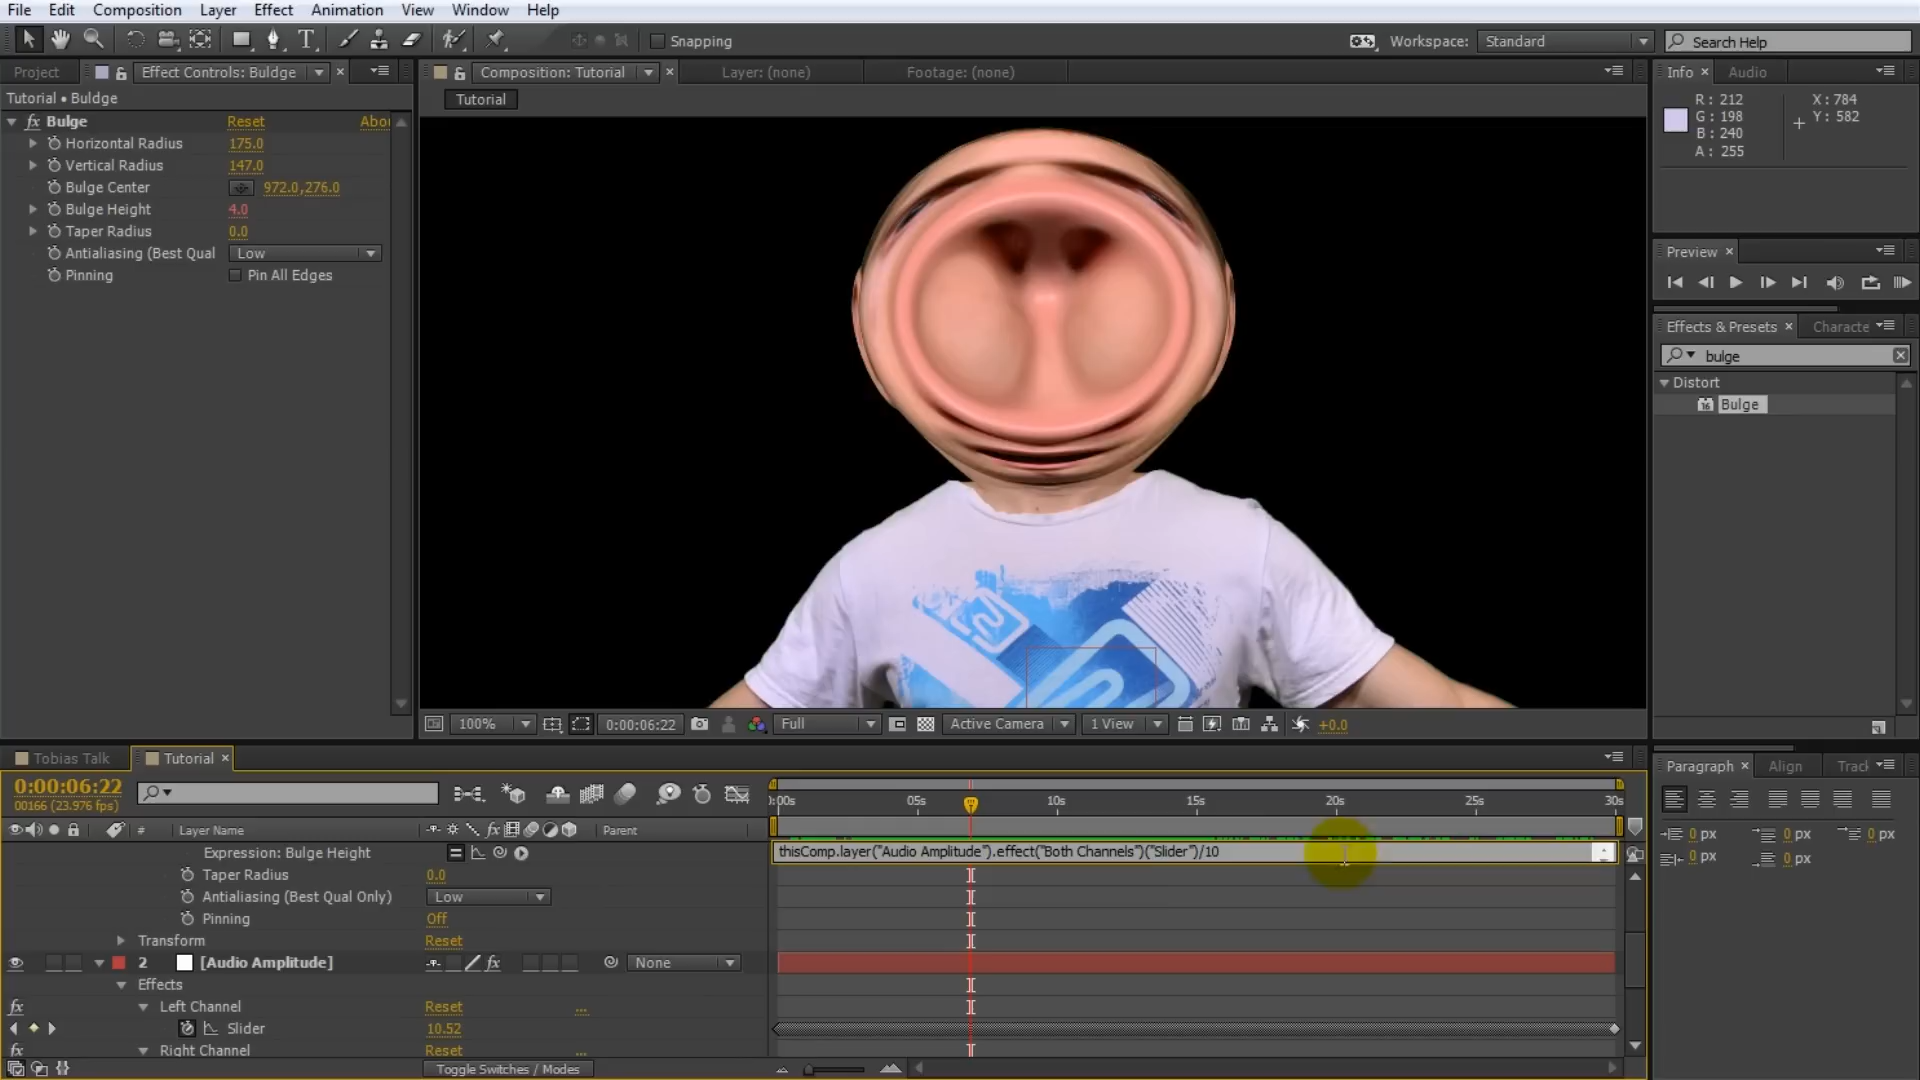 File Edit Composition Layer Effect Animation View Window Help
Snapping Workspace: Standard Search Help
Project Effect Controls: Buldge Composition: Tutorial Layer: (none) Footage: (none) Info Audio
Tutorial • Buldge
Tutorial
Bulge Reset Abou
Horizontal Radius 175.0
Vertical Radius 147.0
Bulge Center 972.0,276.0
Bulge Height 4.0
Taper Radius 0.0
Antialiasing (Best Qual Low
Pinning Pin All Edges
R: 212 X: 784
G: 198 Y: 582
B: 240
A: 255
Preview
Effects & Presets Characte
bulge
Distort
Bulge
100% 0:00:06:22 Full Active Camera 1 View +0.0
Tobias Talk Tutorial
0:00:06:22
00166 (23.976 fps)
):00s 05s 10s 15s 20s 25s 30s
# Layer Name Parent
Expression: Bulge Height thisComp.layer("Audio Amplitude").effect("Both Channels")("Slider")/10
Taper Radius 0.0
Antialiasing (Best Qual Only) Low
Pinning Off
Transform Reset
2 [Audio Amplitude] None
Effects
Left Channel Reset ...
Slider 10.52
Right Channel Reset ...
Toggle Switches / Modes
Paragraph Align Track
0 px 0 px 0 px
0 px 0 px